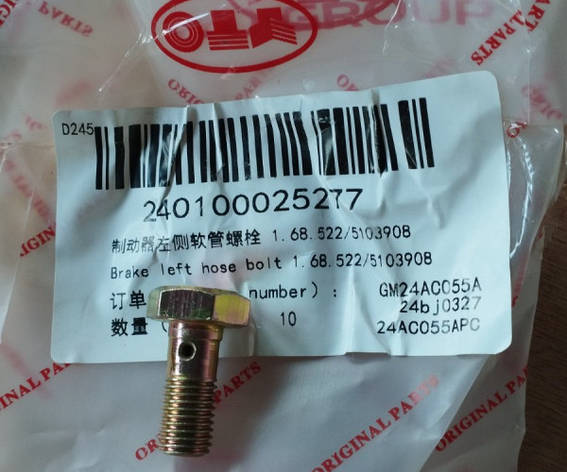 YTO GROUP
ORIGINAL PARTS
D245
240100025277
制动器左侧软管螺栓 1.68.522/5103908
Brake left hose bolt 1.68.522/5103908
订单 number): GM24AC055A
24bj0327
数量( 10 24AC055APC
ORIGINAL PARTS
ORIGINAL PARTS
ORIGINAL PARTS